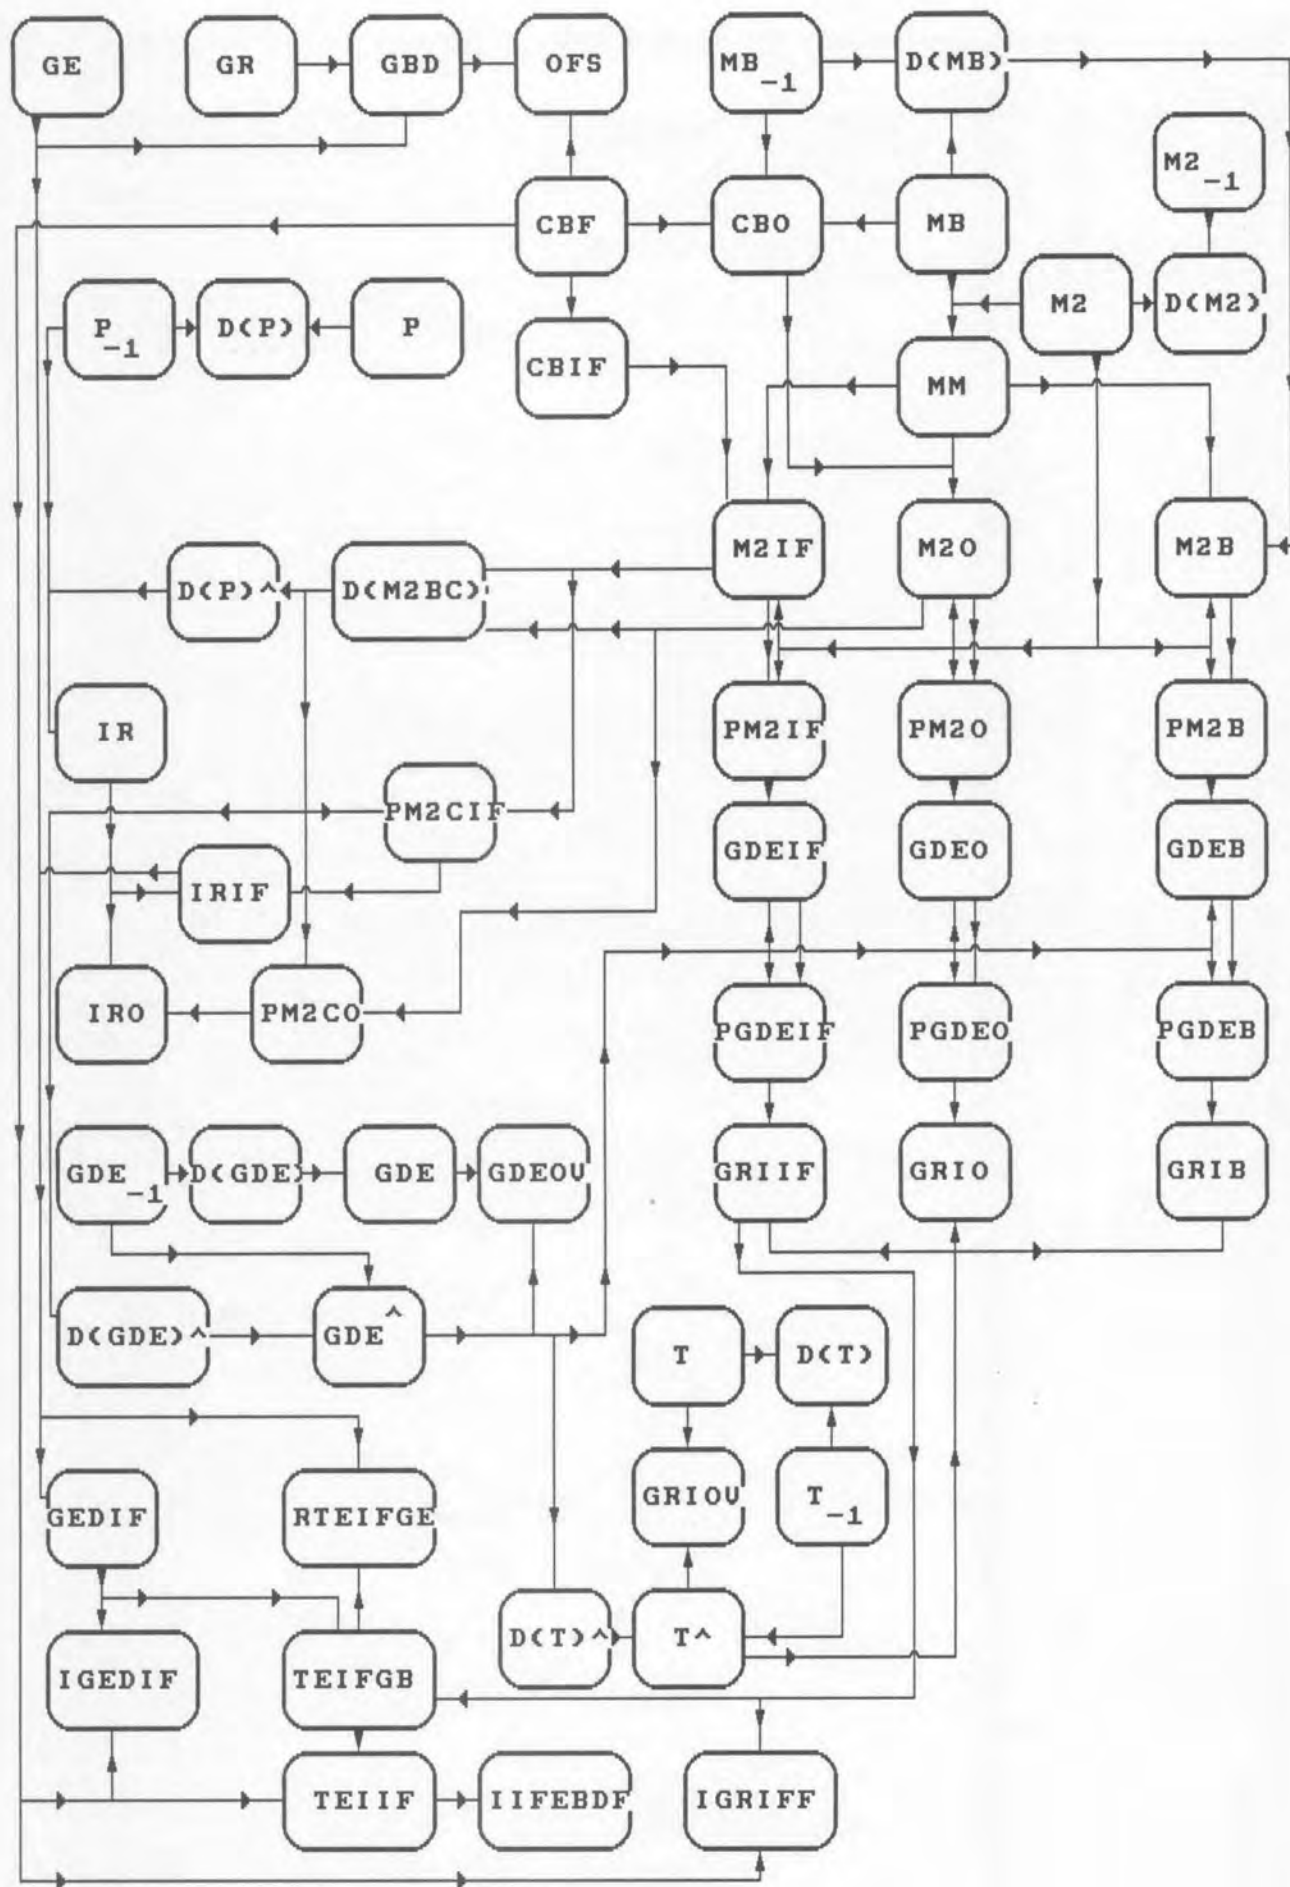 GE
GR
GBD
OFS
MB
-1
D(MB)
M2
-1
CBF
CBO
MB
P
-1
D(P)
P
CBIF
M2
D(M2)
MM
D(P)^
D(M2BC)
M2IF
M2O
M2B
IR
PM2IF
PM2O
PM2B
PM2CIF
IRIF
GDEIF
GDEO
GDEB
IRO
PM2CO
PGDEIF
PGDEO
PGDEB
GDE
-1
D(GDE)
GDE
GDEOV
GRIIF
GRIO
GRIB
D(GDE)^
GDE^
T
D(T)
GEDIF
RTEIFGE
GRIOV
T
-1
IGEDIF
TEIFGB
D(T)^
T^
TEIIF
IIFEBDF
IGRIFF